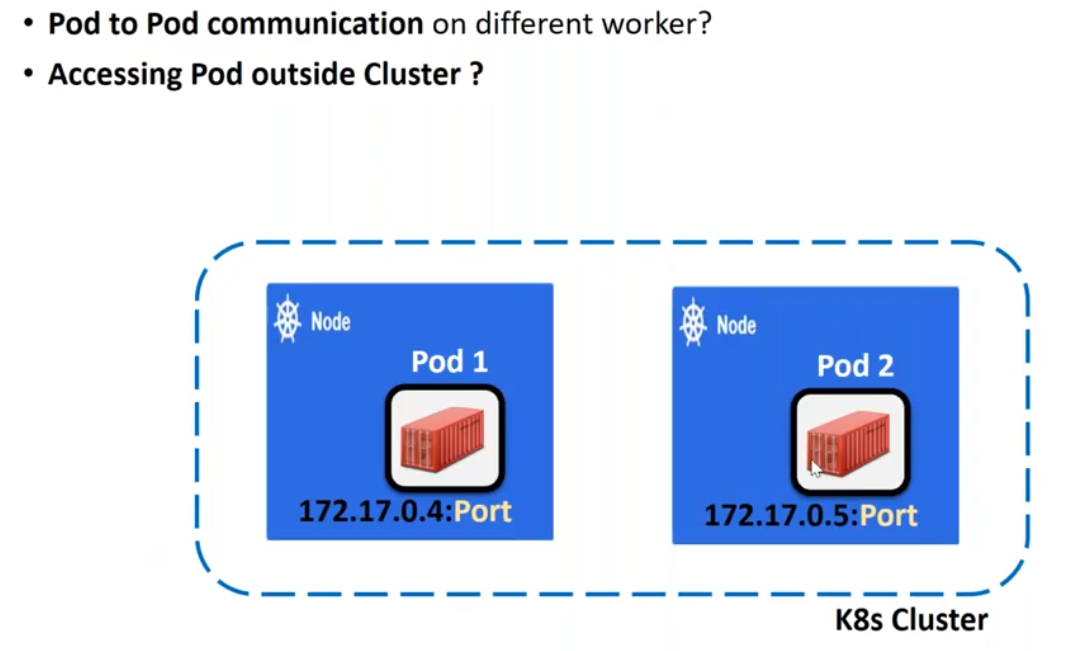 • Pod to Pod communication on different worker?
• Accessing Pod outside Cluster ?
Node
Pod 1
172.17.0.4:Port
Node
Pod 2
172.17.0.5:Port
K8s Cluster